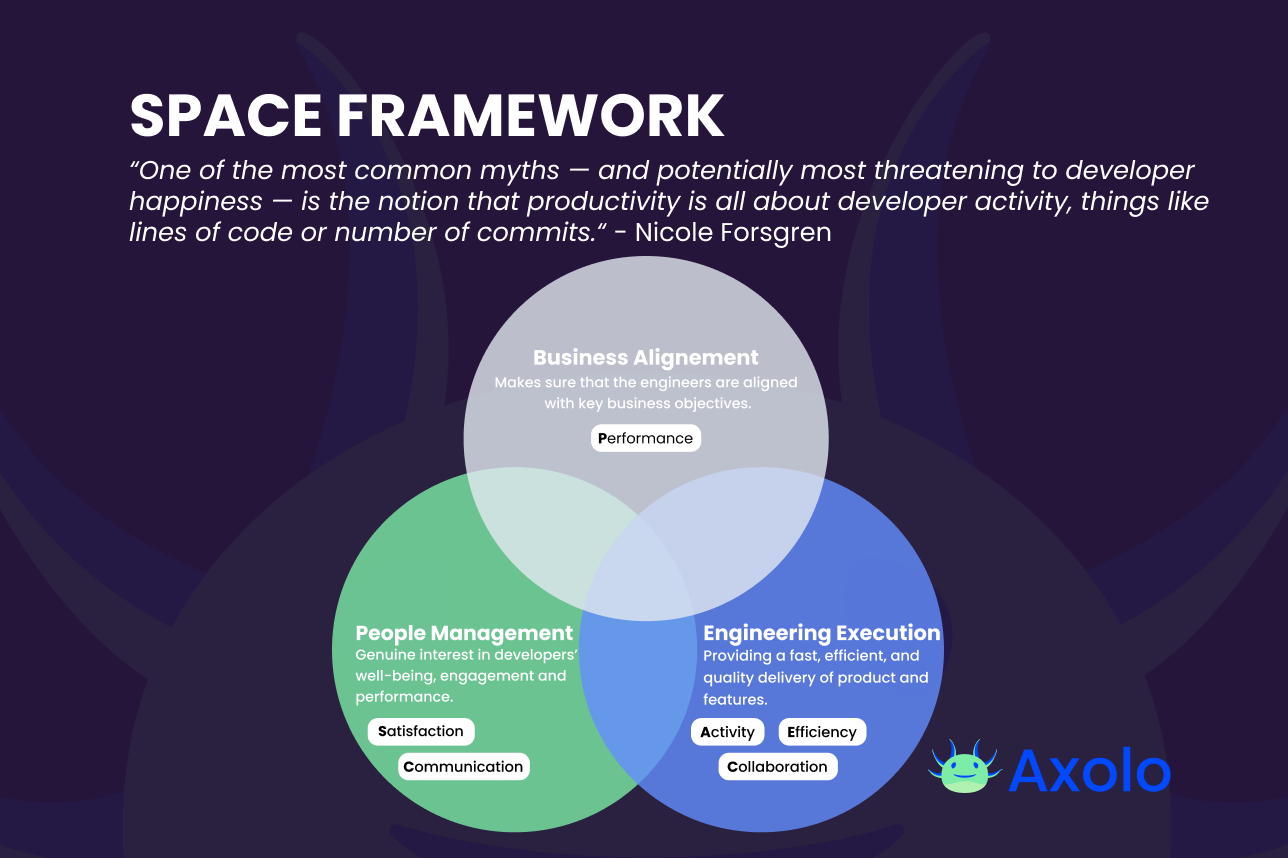 SPACE FRAMEWORK
“One of the most common myths — and potentially most threatening to developer
happiness — is the notion that productivity is all about developer activity, things like
lines of code or number of commits.“ - Nicole Forsgren
Business Alignement
Makes sure that the engineers are aligned
with key business objectives.
Performance
People Management
Genuine interest in developers’
well-being, engagement and
performance.
Satisfaction
Communication
Engineering Execution
Providing a fast, efficient, and
quality delivery of product and
features.
Activity Efficiency
Collaboration
Axolo